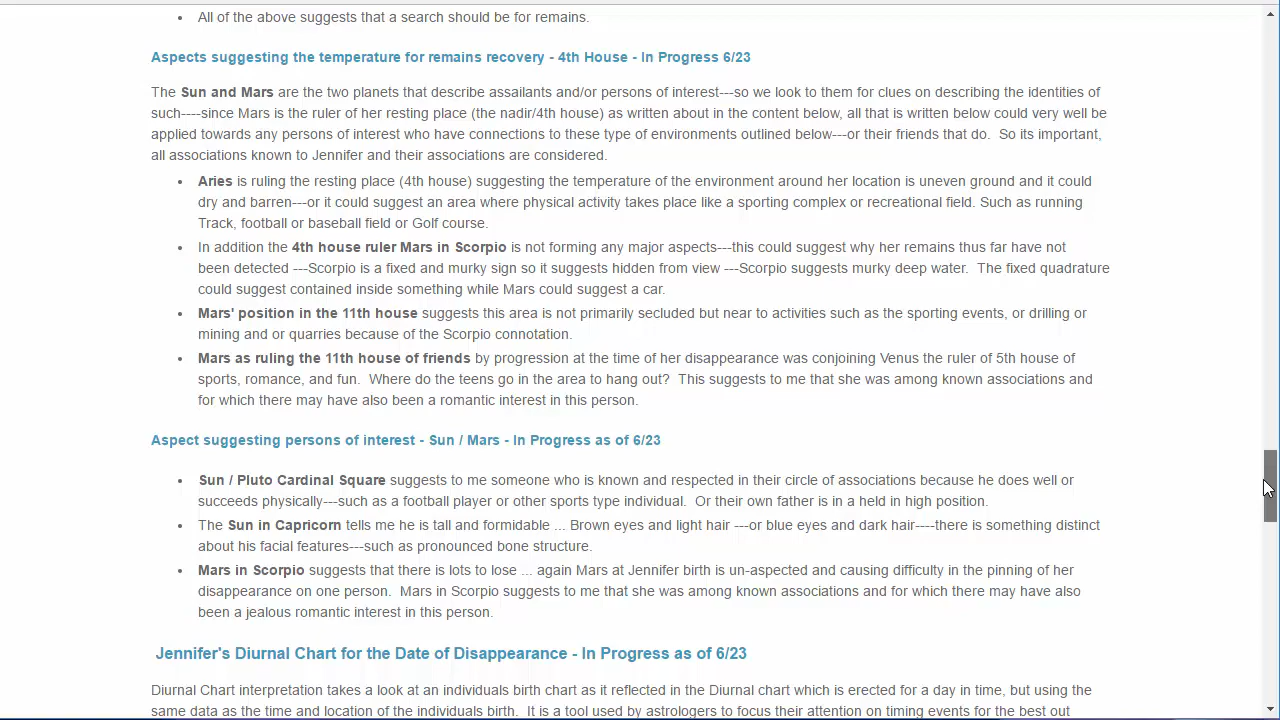 All of the above suggests that a search should be for remains.
Aspects suggesting the temperature for remains recovery - 4th House - In Progress 6/23
The Sun and Mars are the two planets that describe assailants and/or persons of interest---so we look to them for clues on describing the identities of
such----since Mars is the ruler of her resting place (the nadir/4th house) as written about in the content below, all that is written below could very well be
applied towards any persons of interest who have connections to these type of environments outlined below---or their friends that do.  So its important,
all associations known to Jennifer and their associations are considered.
Aries is ruling the resting place (4th house) suggesting the temperature of the environment around her location is uneven ground and it could
dry and barren---or it could suggest an area where physical activity takes place like a sporting complex or recreational field. Such as running
Track, football or baseball field or Golf course.
In addition the 4th house ruler Mars in Scorpio is not forming any major aspects---this could suggest why her remains thus far have not
been detected ---Scorpio is a fixed and murky sign so it suggests hidden from view ---Scorpio suggests murky deep water.  The fixed quadrature
could suggest contained inside something while Mars could suggest a car.
Mars' position in the 11th house suggests this area is not primarily secluded but near to activities such as the sporting events, or drilling or
mining and or quarries because of the Scorpio connotation.
Mars as ruling the 11th house of friends by progression at the time of her disappearance was conjoining Venus the ruler of 5th house of
sports, romance, and fun.  Where do the teens go in the area to hang out?  This suggests to me that she was among known associations and
for which there may have also been a romantic interest in this person.
Aspect suggesting persons of interest - Sun / Mars - In Progress as of 6/23
Sun / Pluto Cardinal Square suggests to me someone who is known and respected in their circle of associations because he does well or
succeeds physically---such as a football player or other sports type individual.  Or their own father is in a held in high position.
The Sun in Capricorn tells me he is tall and formidable ... Brown eyes and light hair ---or blue eyes and dark hair----there is something distinct
about his facial features---such as pronounced bone structure.
Mars in Scorpio suggests that there is lots to lose ... again Mars at Jennifer birth is un-aspected and causing difficulty in the pinning of her
disappearance on one person.  Mars in Scorpio suggests to me that she was among known associations and for which there may have also
been a jealous romantic interest in this person.
Jennifer's Diurnal Chart for the Date of Disappearance - In Progress as of 6/23
Diurnal Chart interpretation takes a look at an individuals birth chart as it reflected in the Diurnal chart which is erected for a day in time, but using the
same data as the time and location of the individuals birth.  It is a tool used by astrologers to focus their attention on timing events for the best out